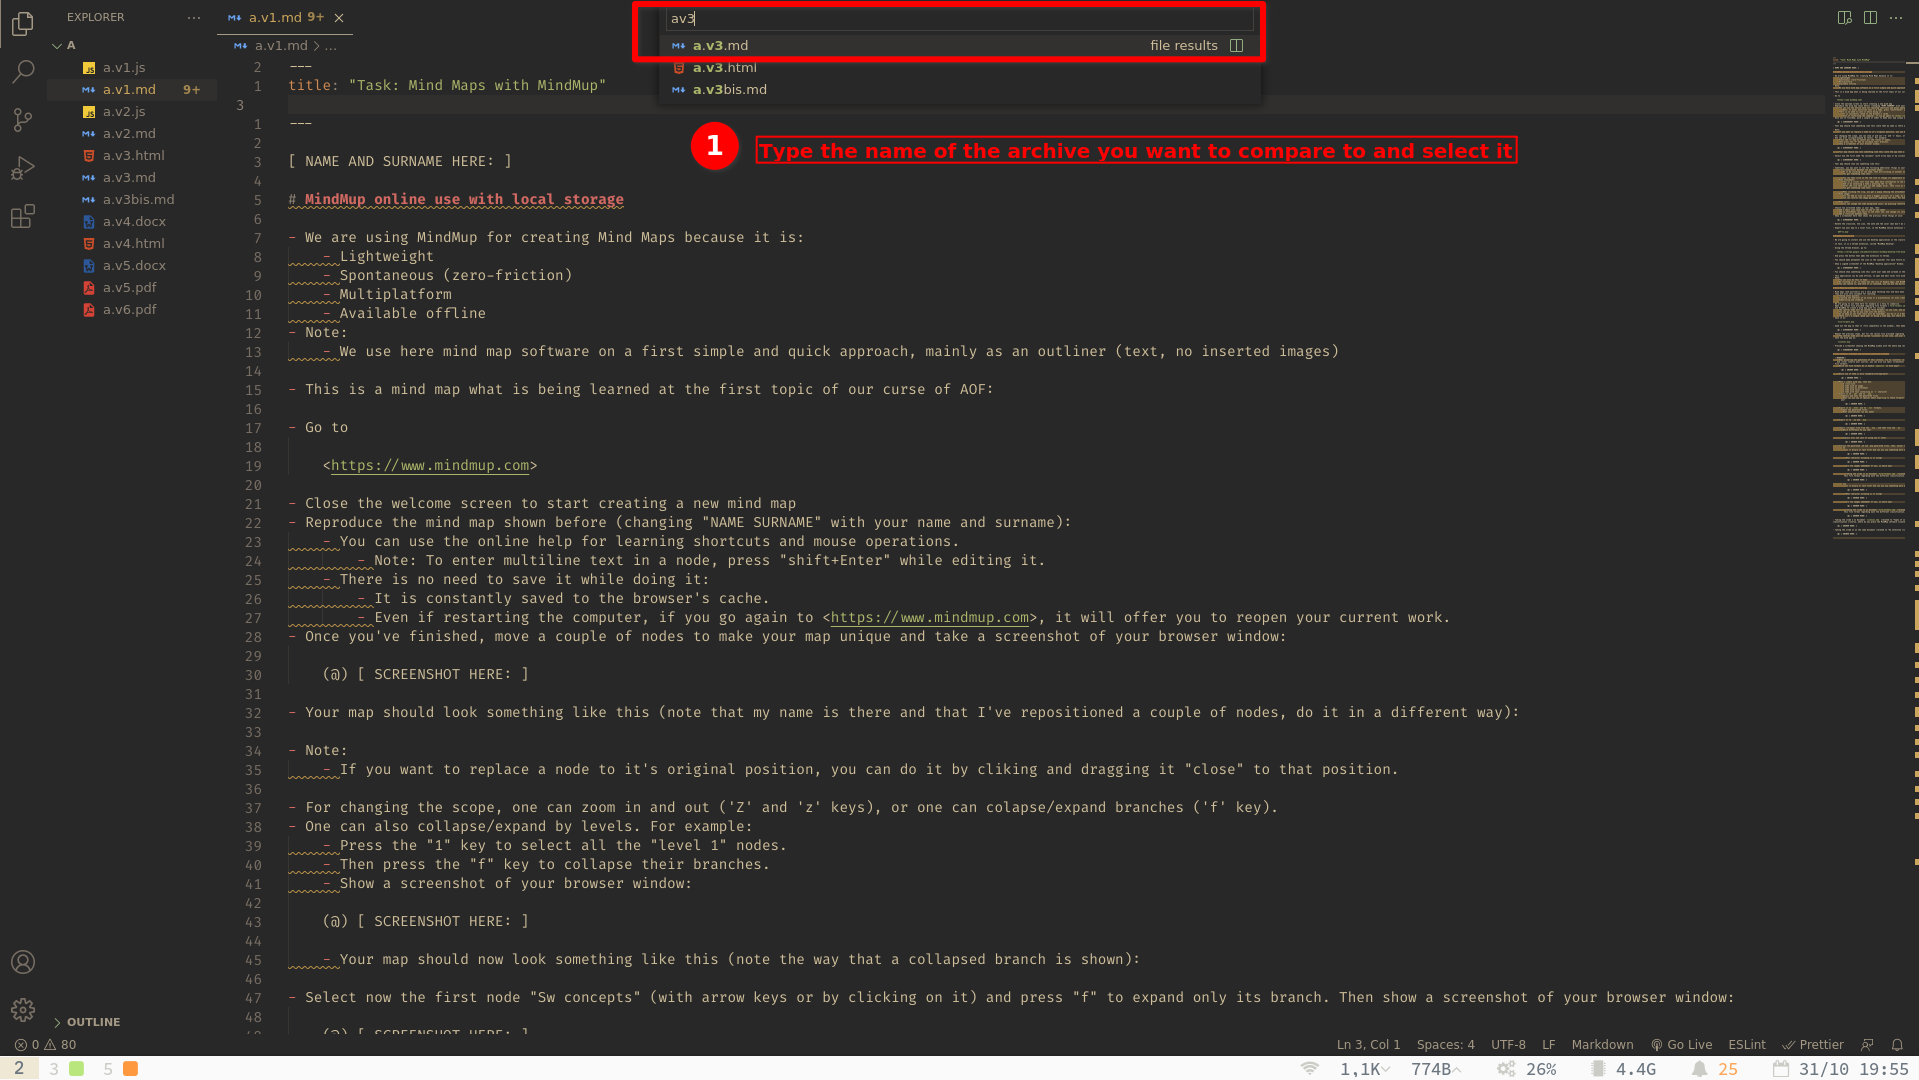 EXPLORER
a.v1.md 9+
av3
A
a.v1.md > ...
a.v3.md
file results
a.v3.html
a.v3bis.md
a.v1.js
a.v1.md 9+
a.v2.js
a.v2.md
a.v3.html
a.v3.md
a.v3bis.md
a.v4.docx
a.v4.html
a.v5.docx
a.v5.pdf
a.v6.pdf
1 Type the name of the archive you want to compare to and select it
2 ---
1 title: "Task: Mind Maps with MindMup"
3
1 ---
2
3 [ NAME AND SURNAME HERE: ]
4
5 # MindMup online use with local storage
6
7 - We are using MindMup for creating Mind Maps because it is:
8 - Lightweight
9 - Spontaneous (zero-friction)
10 - Multiplatform
11 - Available offline
12 - Note:
13 - We use here mind map software on a first simple and quick approach, mainly as an outliner (text, no inserted images)
14
15 - This is a mind map what is being learned at the first topic of our curse of AOF:
16
17 - Go to
18
19 <https://www.mindmup.com>
20
21 - Close the welcome screen to start creating a new mind map
22 - Reproduce the mind map shown before (changing "NAME SURNAME" with your name and surname):
23 - You can use the online help for learning shortcuts and mouse operations.
24 - Note: To enter multiline text in a node, press "shift+Enter" while editing it.
25 - There is no need to save it while doing it:
26 - It is constantly saved to the browser's cache.
27 - Even if restarting the computer, if you go again to <https://www.mindmup.com>, it will offer you to reopen your current work.
28 - Once you've finished, move a couple of nodes to make your map unique and take a screenshot of your browser window:
29
30 (@) [ SCREENSHOT HERE: ]
31
32 - Your map should look something like this (note that my name is there and that I've repositioned a couple of nodes, do it in a different way):
33
34 - Note:
35 - If you want to replace a node to it's original position, you can do it by cliking and dragging it "close" to that position.
36
37 - For changing the scope, one can zoom in and out ('Z' and 'z' keys), or one can colapse/expand branches ('f' key).
38 - One can also collapse/expand by levels. For example:
39 - Press the "1" key to select all the "level 1" nodes.
40 - Then press the "f" key to collapse their branches.
41 - Show a screenshot of your browser window:
42
43 (@) [ SCREENSHOT HERE: ]
44
45 - Your map should now look something like this (note the way that a collapsed branch is shown):
46
47 - Select now the first node "Sw concepts" (with arrow keys or by clicking on it) and press "f" to expand only its branch. Then show a screenshot of your browser window:
48
(@) [ SCREENSHOT HERE: ]
OUTLINE
0 80
Ln 3, Col 1 Spaces: 4 UTF-8 LF Markdown Go Live ESLint Prettier
2 3 5
1,1K 774B 26% 4.4G 25 31/10 19:55